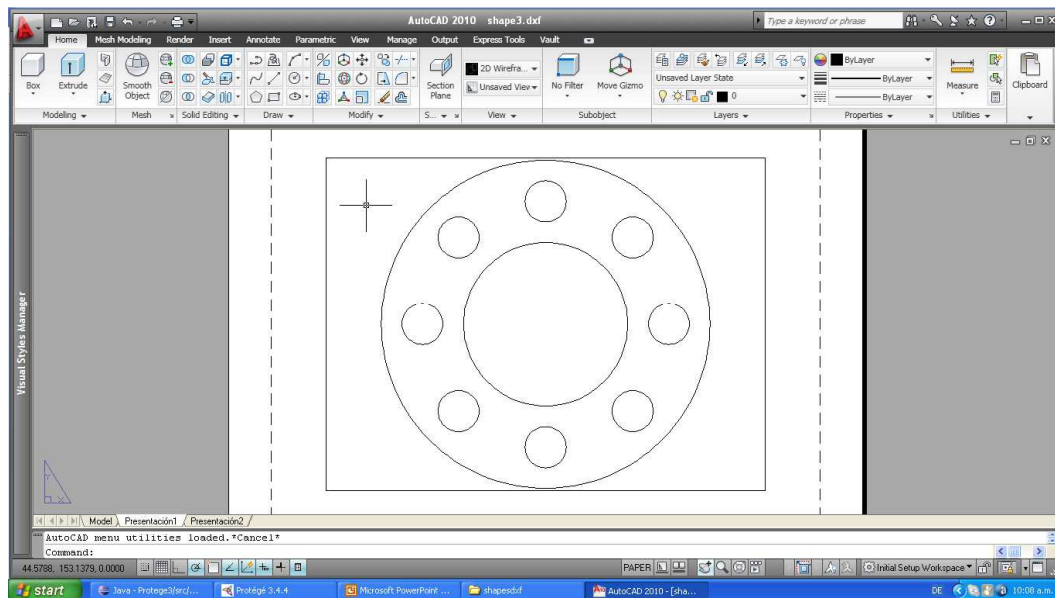 AutoCAD 2010 shape3.dxf
Type a keyword or phrase
Home Mesh Modeling Render Insert Annotate Parametric View Manage Output Express Tools Vault
Box
Extrude
Smooth Object
Section Plane
2D Wirefra...
Unsaved View
No Filter
Move Gizmo
Unsaved Layer State
0
ByLayer
ByLayer
ByLayer
Measure
Clipboard
Modeling
Mesh
Solid Editing
Draw
Modify
S...
View
Subobject
Layers
Properties
Utilities
Visual Styles Manager
Y
X
Model Presentación1 Presentación2
AutoCAD menu utilities loaded.*Cancel*
Command:
44.5788, 153.1379, 0.0000
PAPER
Initial Setup Workspace
start
Java - Protege3/src/...
Protégé 3.4.4
Microsoft PowerPoint ...
shapesdxf
AutoCAD 2010 - [sha...
DE
10:08 a.m.